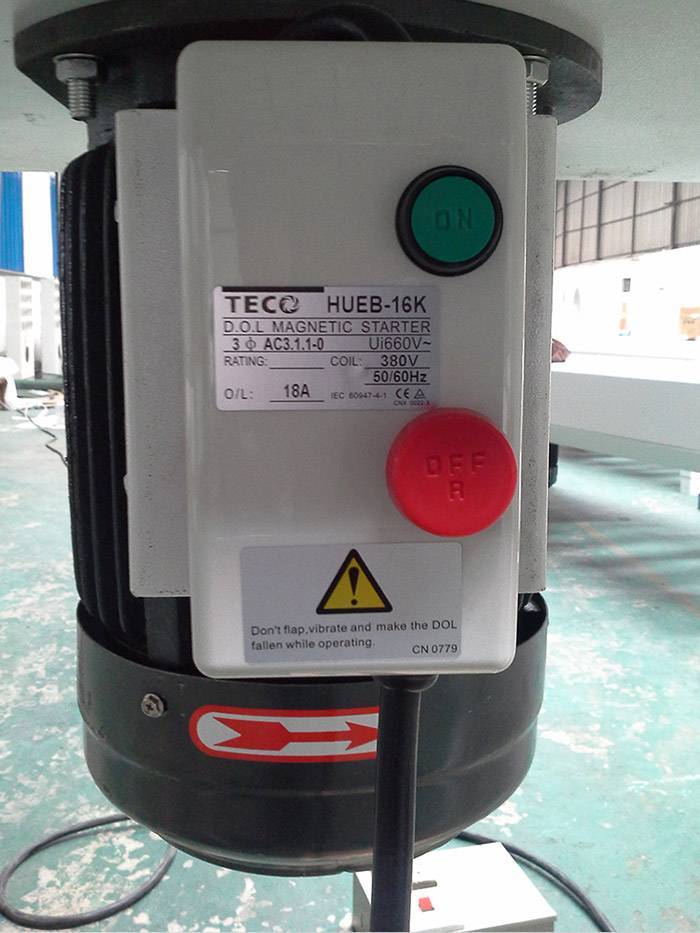 ON
TECO HUEB-16K
D.O.L MAGNETIC STARTER
3 ϕ AC3.1.1-0 Ui660V~
RATING: COIL: 380V
50/60Hz
O/L: 18A IEC 60947-4-1 CE
OFF
R
Don't flap,vibrate and make the DOL
fallen while operating.
CN 0779